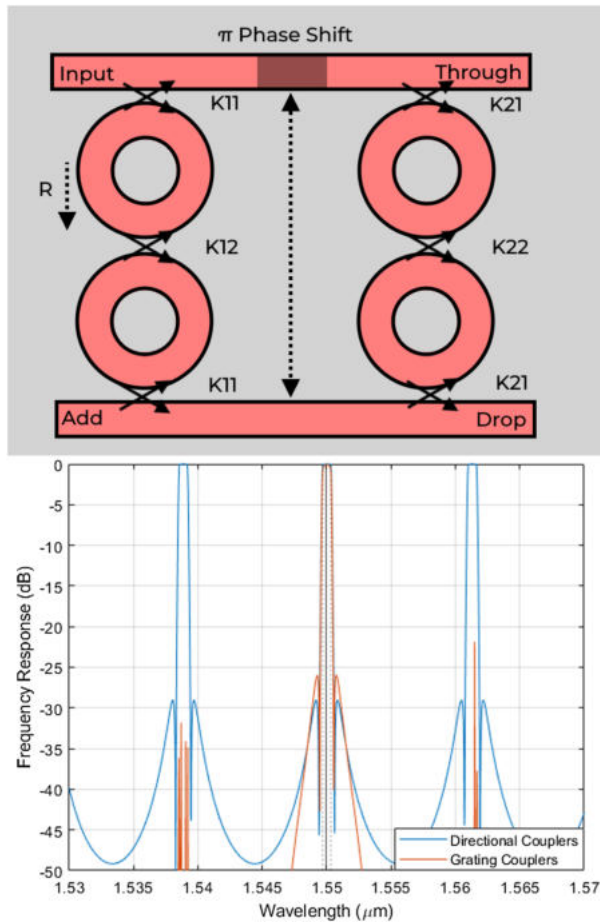 π Phase Shift
Input
Through
K11
K21
R
K12
K22
K11
K21
Add
Drop
0
-5
-10
-15
-20
-25
-30
-35
-40
-45
-50
Frequency Response (dB)
Directional Couplers
Grating Couplers
1.53
1.535
1.54
1.545
1.55
1.555
1.56
1.565
1.57
Wavelength (μm)